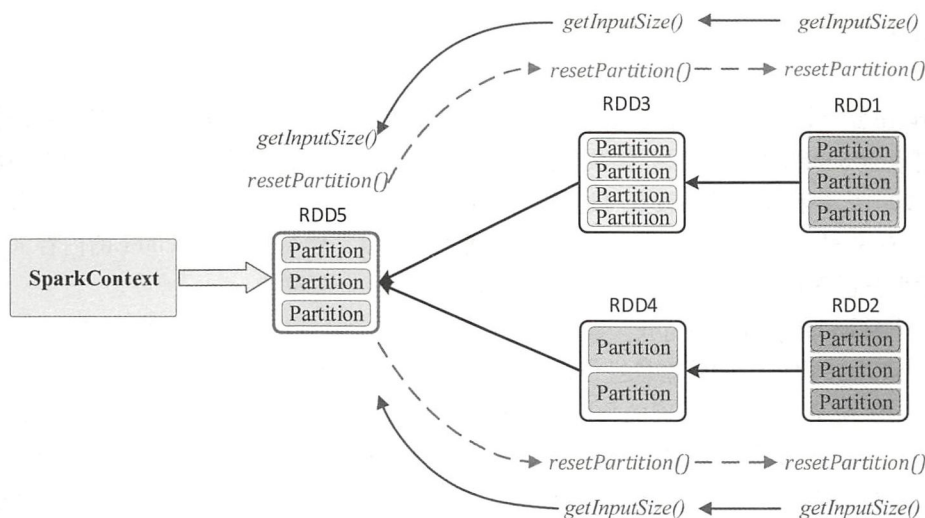 getInputSize() getInputSize()
resetPartition() resetPartition()
RDD3 RDD1
getInputSize()
resetPartition()
Partition
Partition
Partition
Partition
Partition
Partition
Partition
RDD5
Partition
Partition
Partition
SparkContext
RDD4 RDD2
Partition
Partition
Partition
Partition
Partition
resetPartition() resetPartition()
getInputSize() getInputSize()